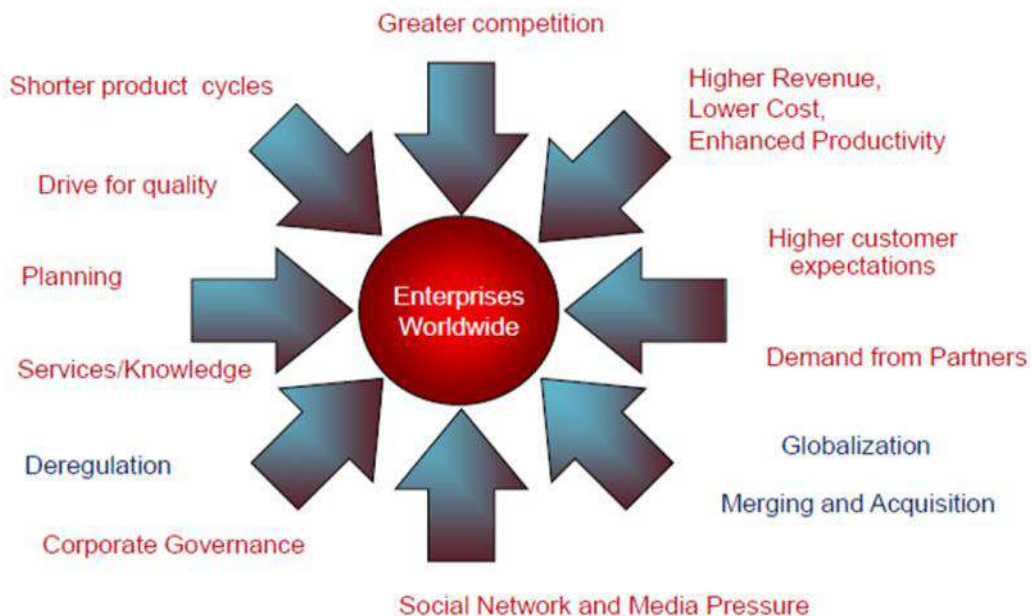 Greater competition
Shorter product cycles
Higher Revenue,
Lower Cost,
Enhanced Productivity
Drive for quality
Higher customer
expectations
Planning
Enterprises
Worldwide
Services/Knowledge
Demand from Partners
Deregulation
Globalization
Merging and Acquisition
Corporate Governance
Social Network and Media Pressure